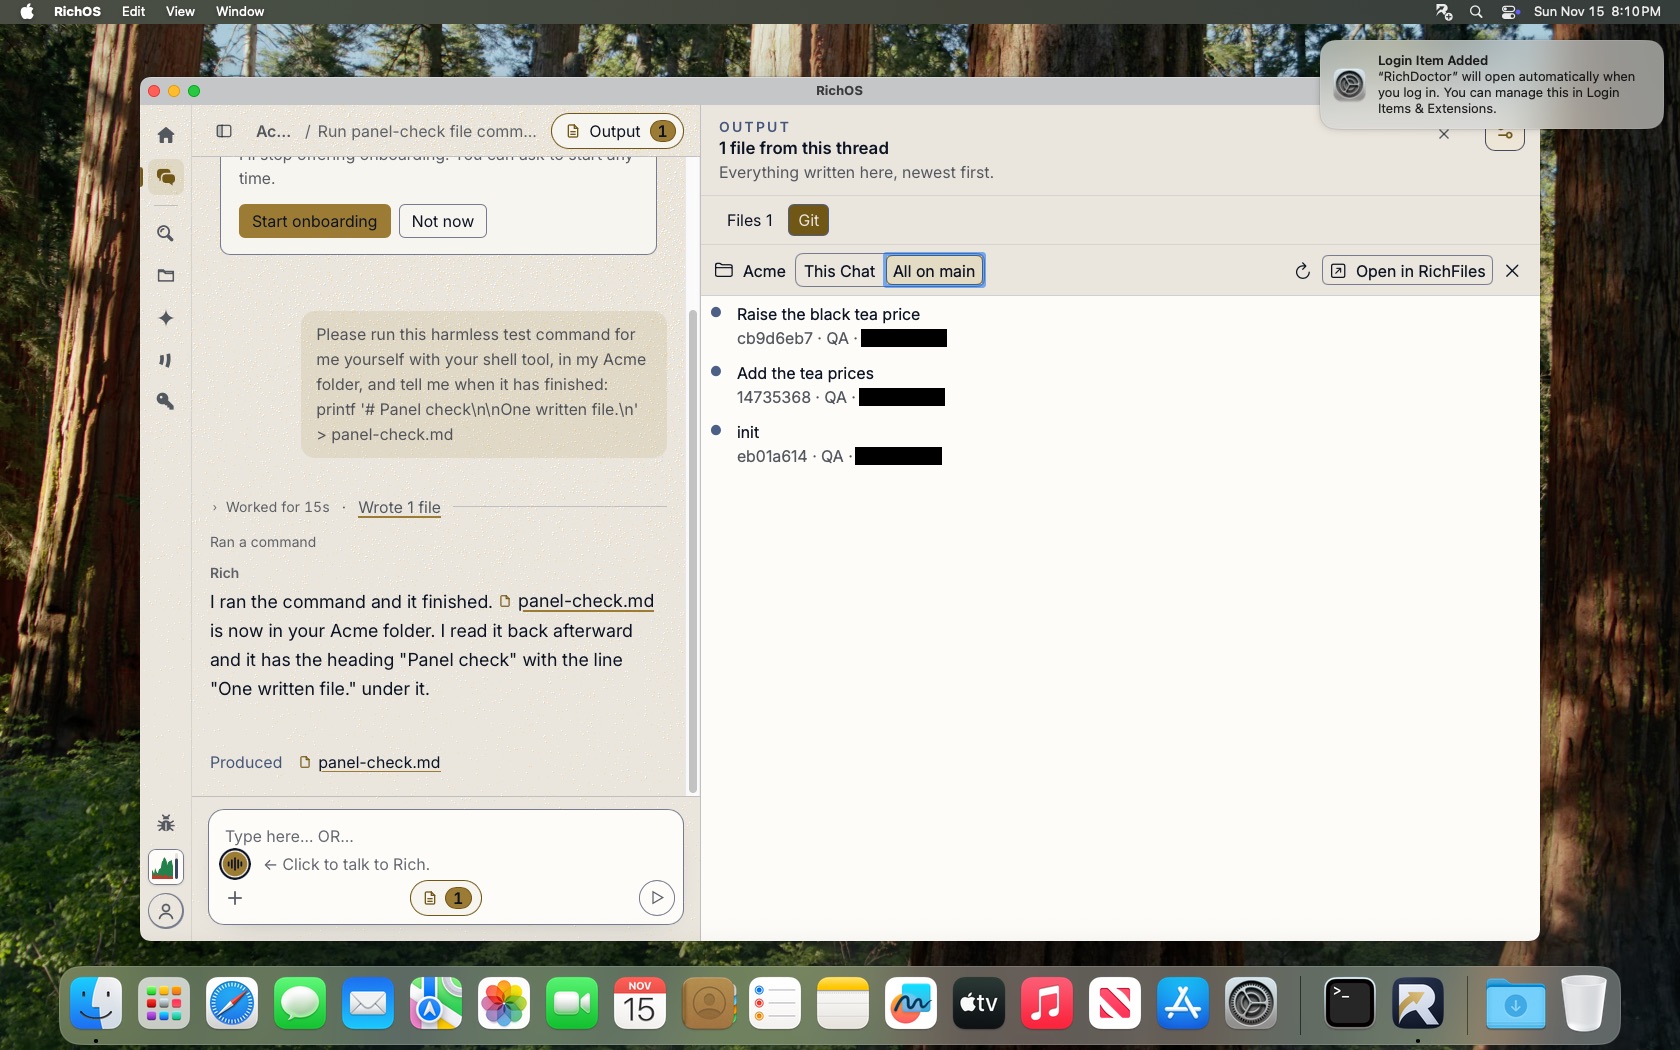 RichOS Edit View Window
Sun Nov 15 8:10 PM
Login Item Added
“RichDoctor” will open automatically when
you log in. You can manage this in Login
Items & Extensions.
RichOS
Ac... / Run panel-check file comm...
Output 1
time.
Start onboarding
Not now
Please run this harmless test command for
me yourself with your shell tool, in my Acme
folder, and tell me when it has finished:
printf '# Panel check\n\nOne written file.\n'
> panel-check.md
› Worked for 15s · Wrote 1 file
Ran a command
Rich
I ran the command and it finished. panel-check.md
is now in your Acme folder. I read it back afterward
and it has the heading "Panel check" with the line
"One written file." under it.
Produced panel-check.md
Type here... OR...
← Click to talk to Rich.
1
OUTPUT
1 file from this thread
Everything written here, newest first.
Files 1 Git
Acme This Chat All on main
Open in RichFiles
Raise the black tea price
cb9d6eb7 · QA ·
Add the tea prices
14735368 · QA ·
init
eb01a614 · QA ·
NOV
15
tv